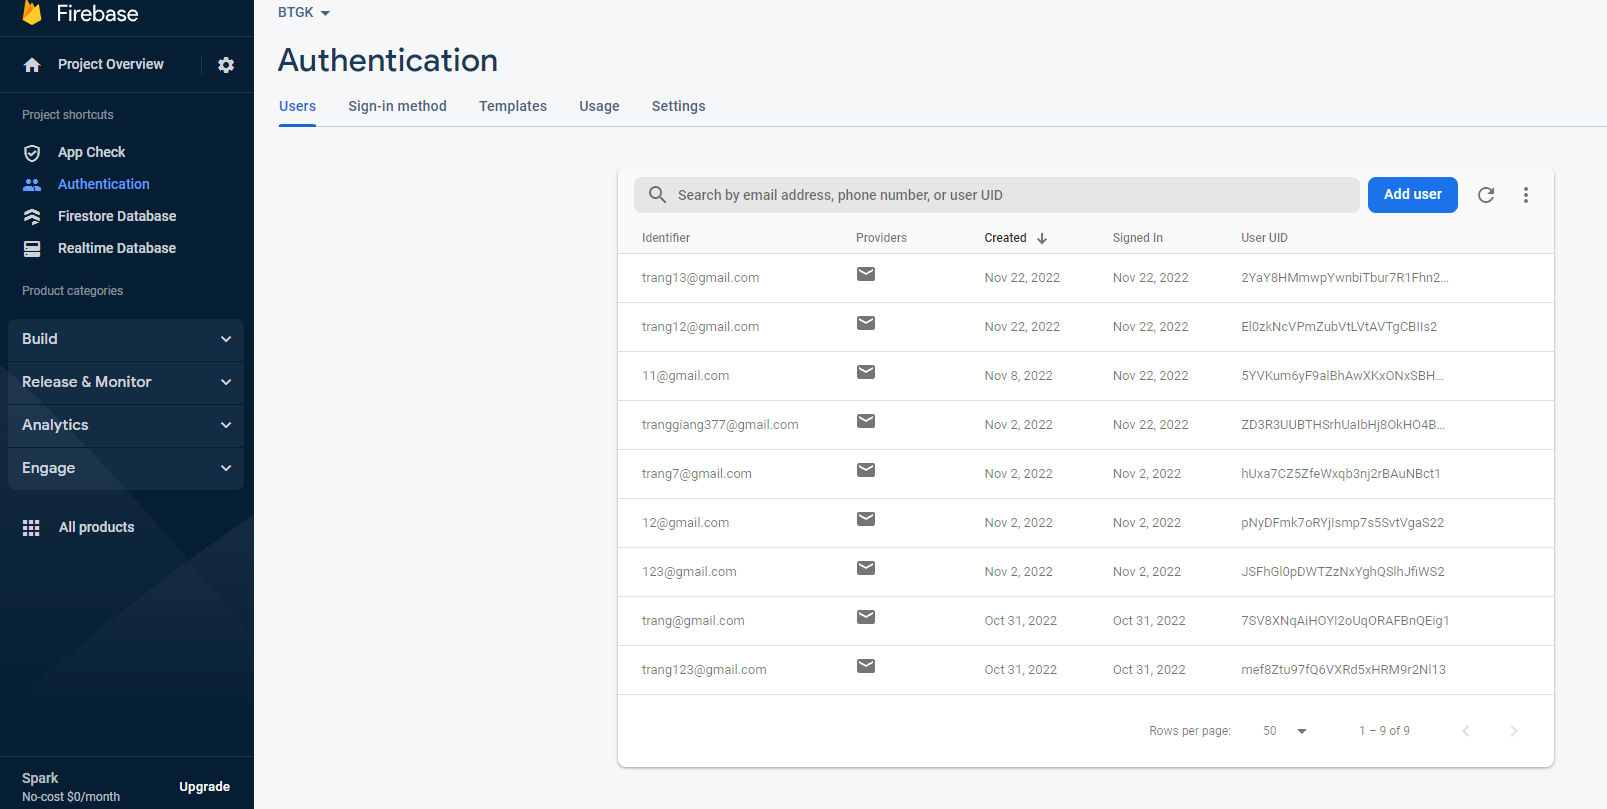 Firebase
Project Overview
Project shortcuts
App Check
Authentication
Firestore Database
Realtime Database
Product categories
Build
Release & Monitor
Analytics
Engage
All products
Spark
No-cost $0/month
Upgrade
BTGK
Authentication
Users Sign-in method Templates Usage Settings
Search by email address, phone number, or user UID Add user
Identifier Providers Created Signed In User UID
trang13@gmail.com Nov 22, 2022 Nov 22, 2022 2YaY8HMmwpYwnbiTbur7R1Fhn2...
trang12@gmail.com Nov 22, 2022 Nov 22, 2022 El0zkNcVPmZubVtLVtAVTgCBIIs2
11@gmail.com Nov 8, 2022 Nov 22, 2022 5YVKum6yF9alBhAwXKxONxSBH...
tranggiang377@gmail.com Nov 2, 2022 Nov 22, 2022 ZD3R3UUBTHSrhUaIbHj8OkHO4B...
trang7@gmail.com Nov 2, 2022 Nov 2, 2022 hUxa7CZ5ZfeWxqb3nj2rBAuNBct1
12@gmail.com Nov 2, 2022 Nov 2, 2022 pNyDFmk7oRYjIsmp7s5SvtVgaS22
123@gmail.com Nov 2, 2022 Nov 2, 2022 JSFhGl0pDWTZzNxYghQSlhJfiWS2
trang@gmail.com Oct 31, 2022 Oct 31, 2022 7SV8XNqAiHOYI2oUqORAFBnQEig1
trang123@gmail.com Oct 31, 2022 Oct 31, 2022 mef8Ztu97fQ6VXRd5xHRM9r2Nl13
Rows per page: 50 1 – 9 of 9